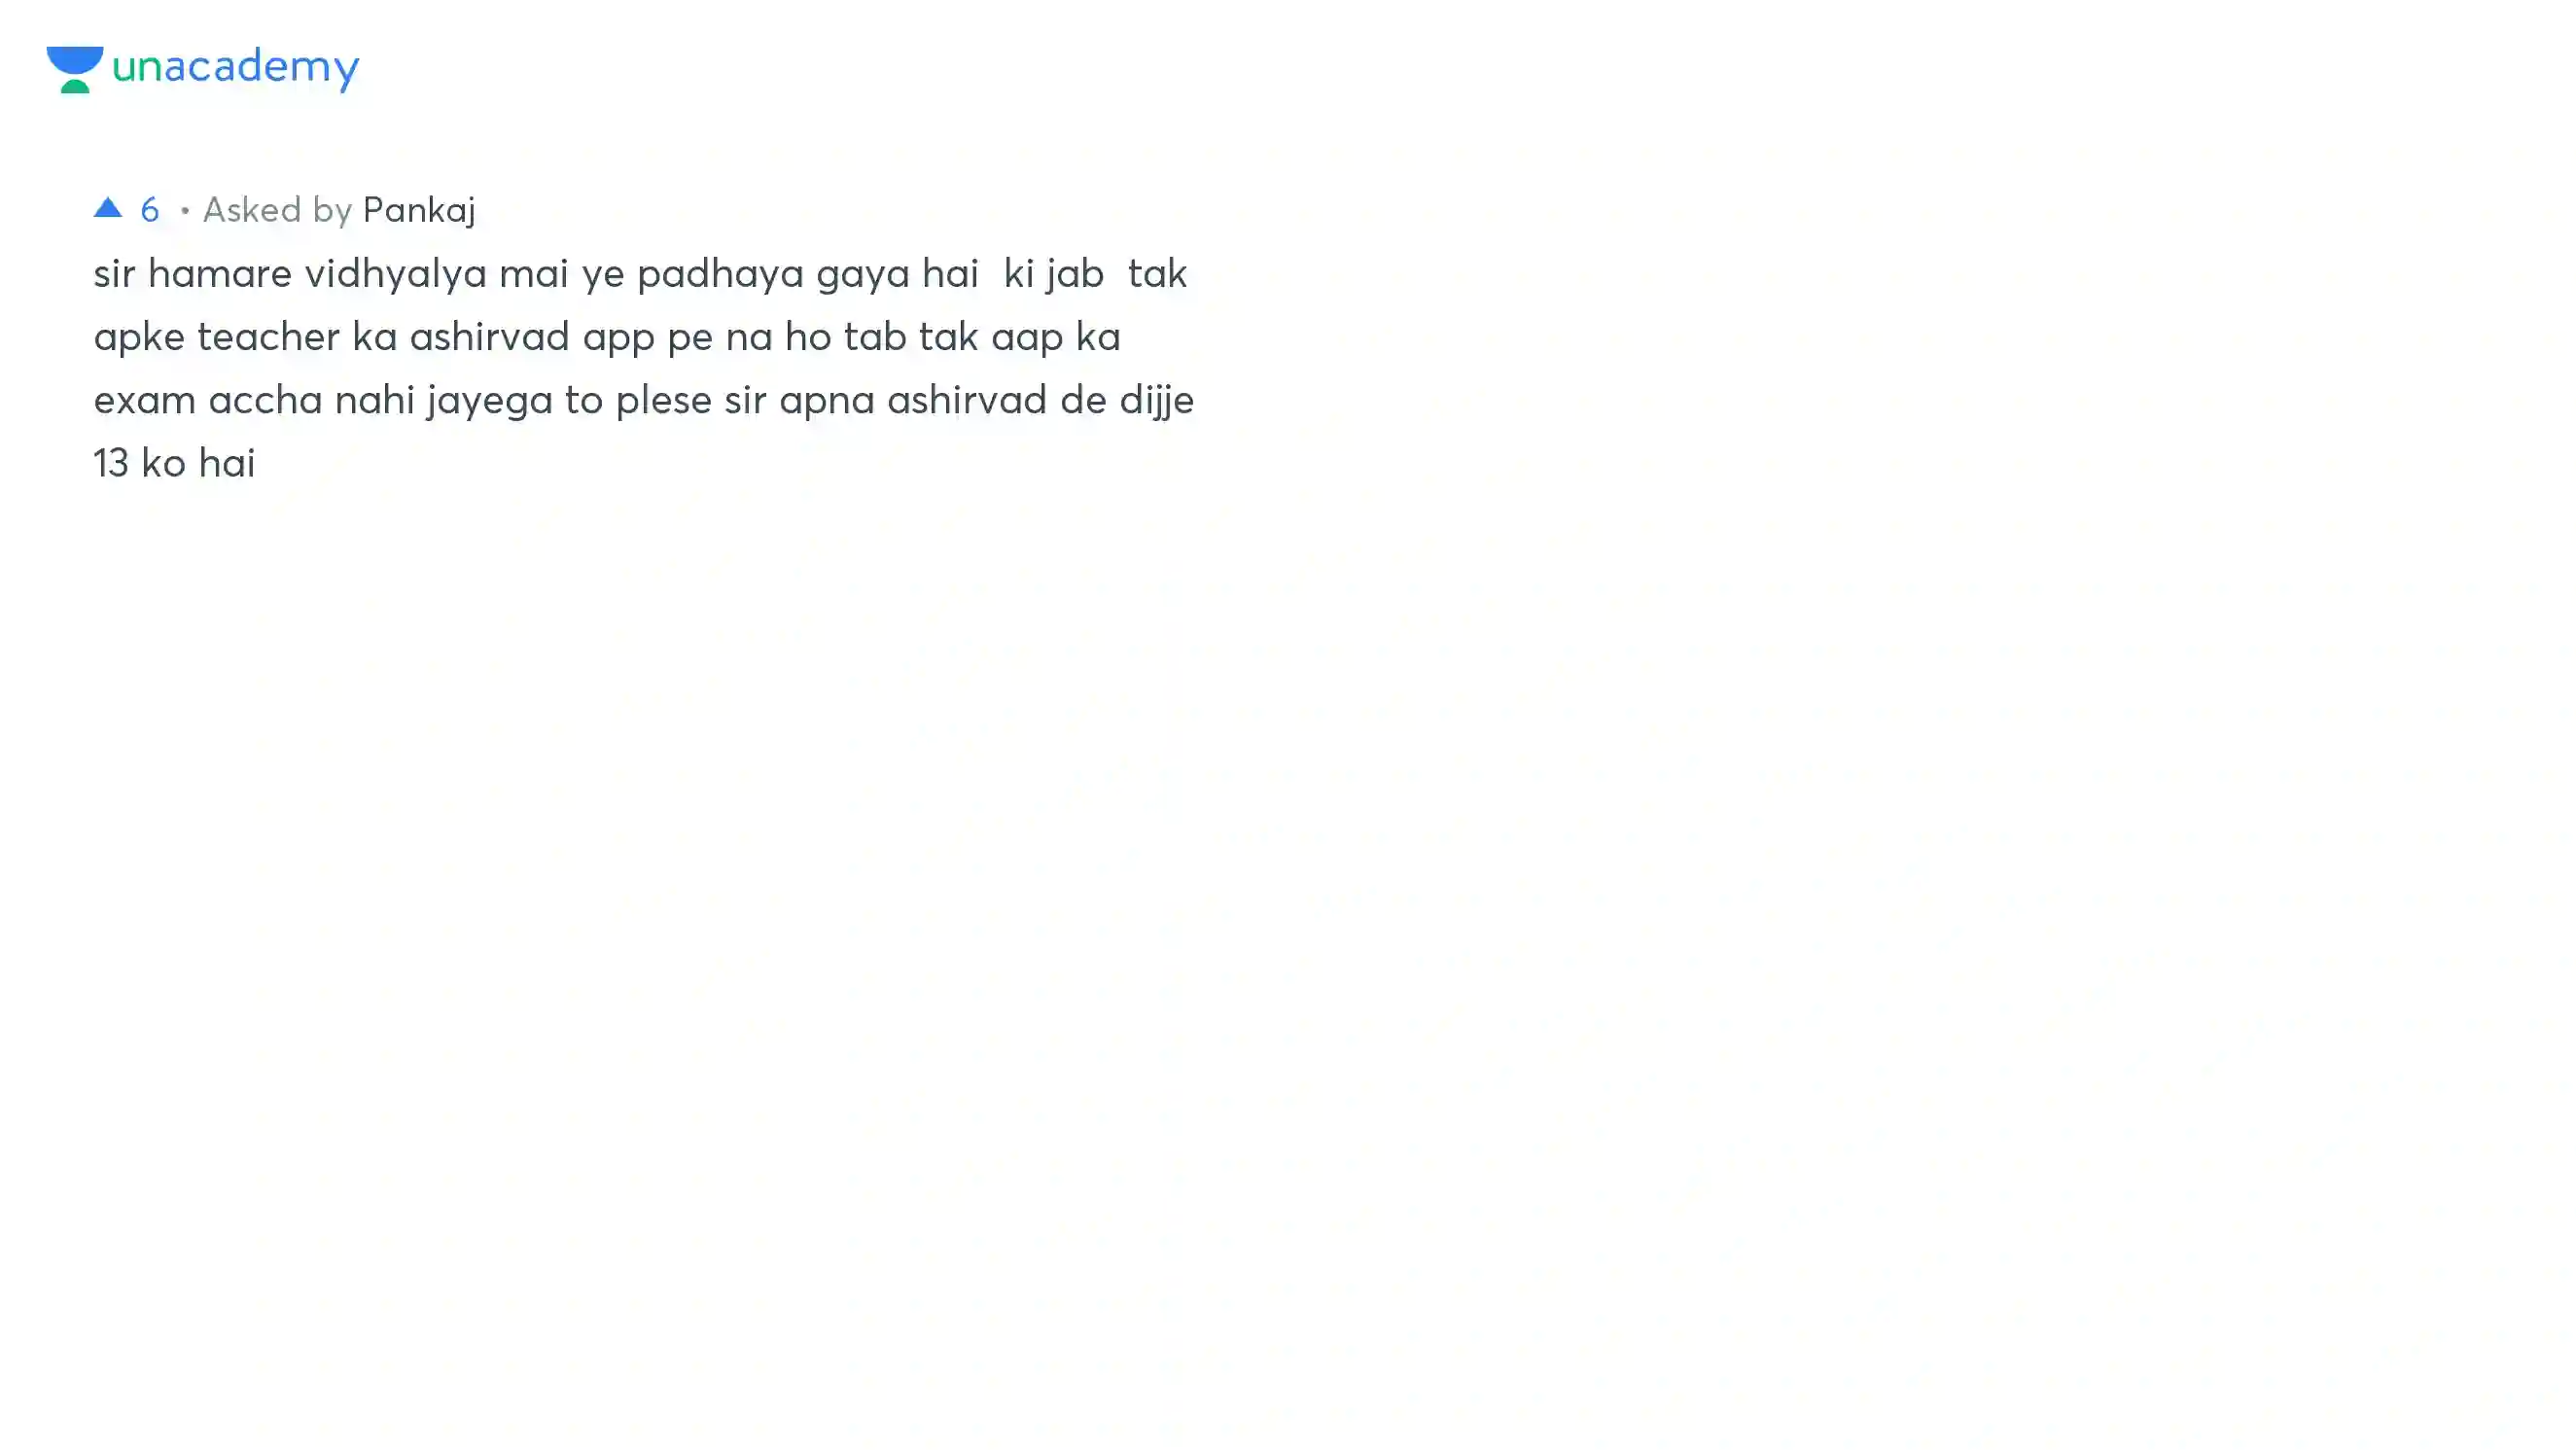 unacademy
6 • Asked by Pankaj
sir hamare vidhyalya mai ye padhaya gaya hai  ki jab  tak
apke teacher ka ashirvad app pe na ho tab tak aap ka
exam accha nahi jayega to plese sir apna ashirvad de dijje
13 ko hai